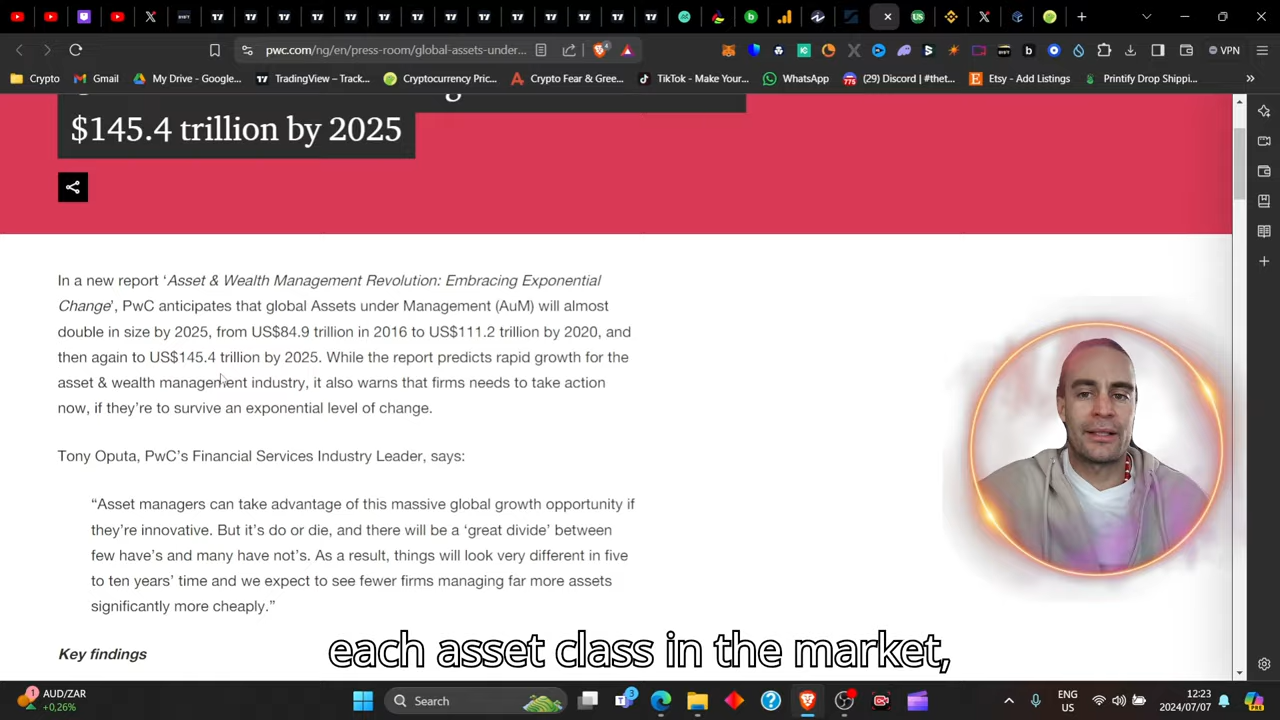 pwc.com/ng/en/press-room/global-assets-under...
VPN
Crypto
Gmail
My Drive - Google...
TradingView – Track...
Cryptocurrency Pric...
Crypto Fear & Gree...
TikTok - Make Your...
WhatsApp
(29) Discord | #thet...
Etsy - Add Listings
Printify Drop Shippi...
$145.4 trillion by 2025
In a new report ‘Asset & Wealth Management Revolution: Embracing Exponential
Change’, PwC anticipates that global Assets under Management (AuM) will almost
double in size by 2025, from US$84.9 trillion in 2016 to US$111.2 trillion by 2020, and
then again to US$145.4 trillion by 2025. While the report predicts rapid growth for the
asset & wealth management industry, it also warns that firms needs to take action
now, if they’re to survive an exponential level of change.
Tony Oputa, PwC’s Financial Services Industry Leader, says:
“Asset managers can take advantage of this massive global growth opportunity if
they’re innovative. But it’s do or die, and there will be a ‘great divide’ between
few have’s and many have not’s. As a result, things will look very different in five
to ten years’ time and we expect to see fewer firms managing far more assets
significantly more cheaply.”
Key findings
each asset class in the market,
AUD/ZAR
+0,26%
Search
ENG
US
12:23
2024/07/07